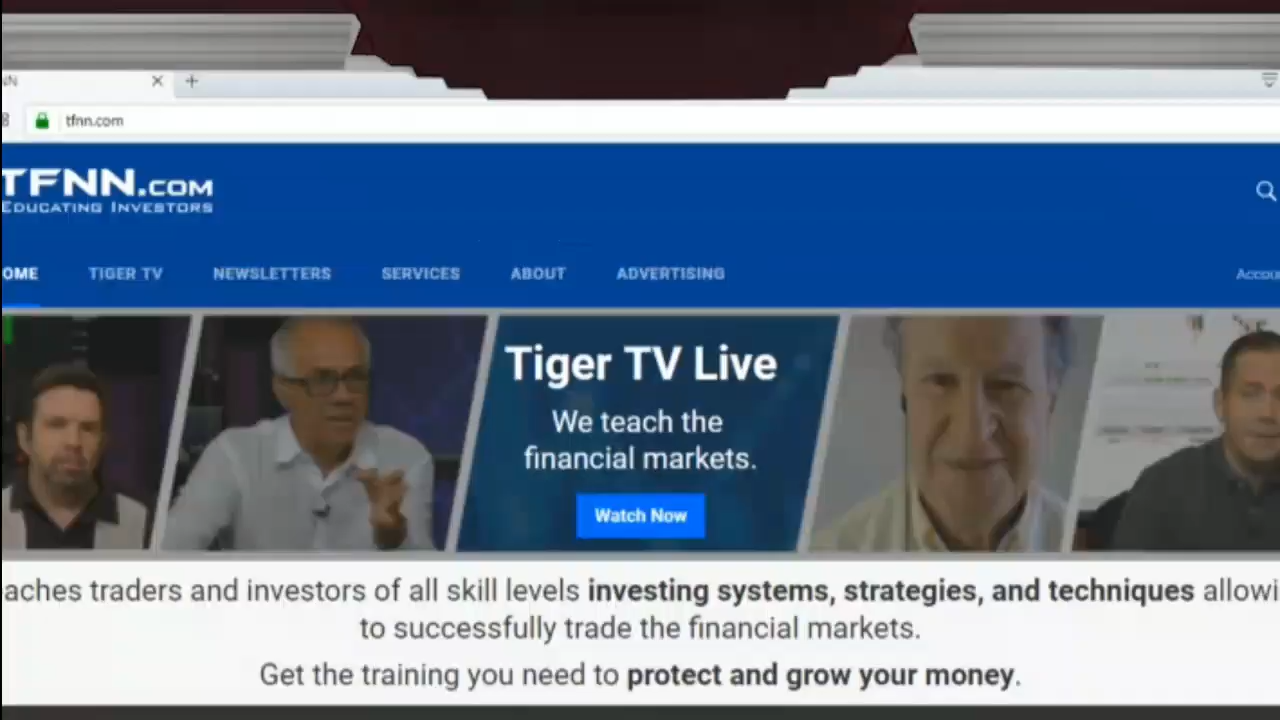 NN
tfnn.com
TFNN.COM
EDUCATING INVESTORS
OME TIGER TV NEWSLETTERS SERVICES ABOUT ADVERTISING Accou
Tiger TV Live
We teach the
financial markets.
Watch Now
aches traders and investors of all skill levels investing systems, strategies, and techniques allowi
to successfully trade the financial markets.
Get the training you need to protect and grow your money.